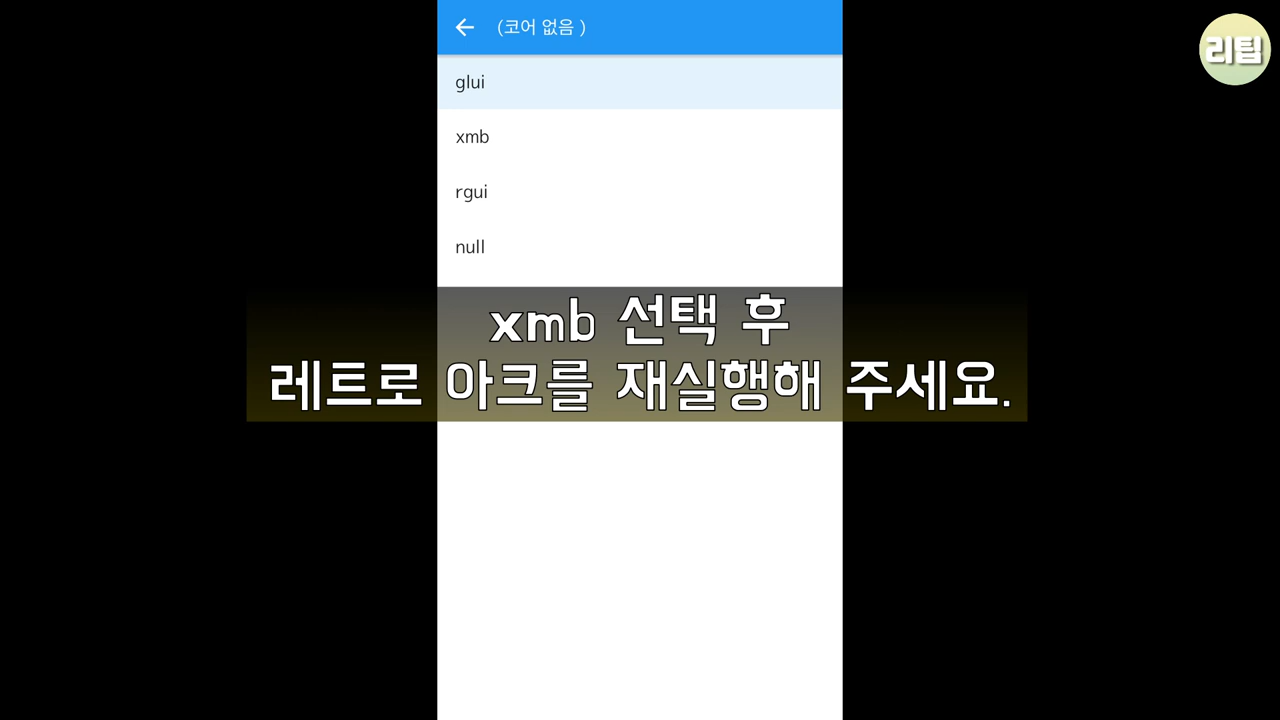 (코어 없음 )
리팁
glui
xmb
rgui
null
xmb 선택 후
레트로 아크를 재실행해 주세요.